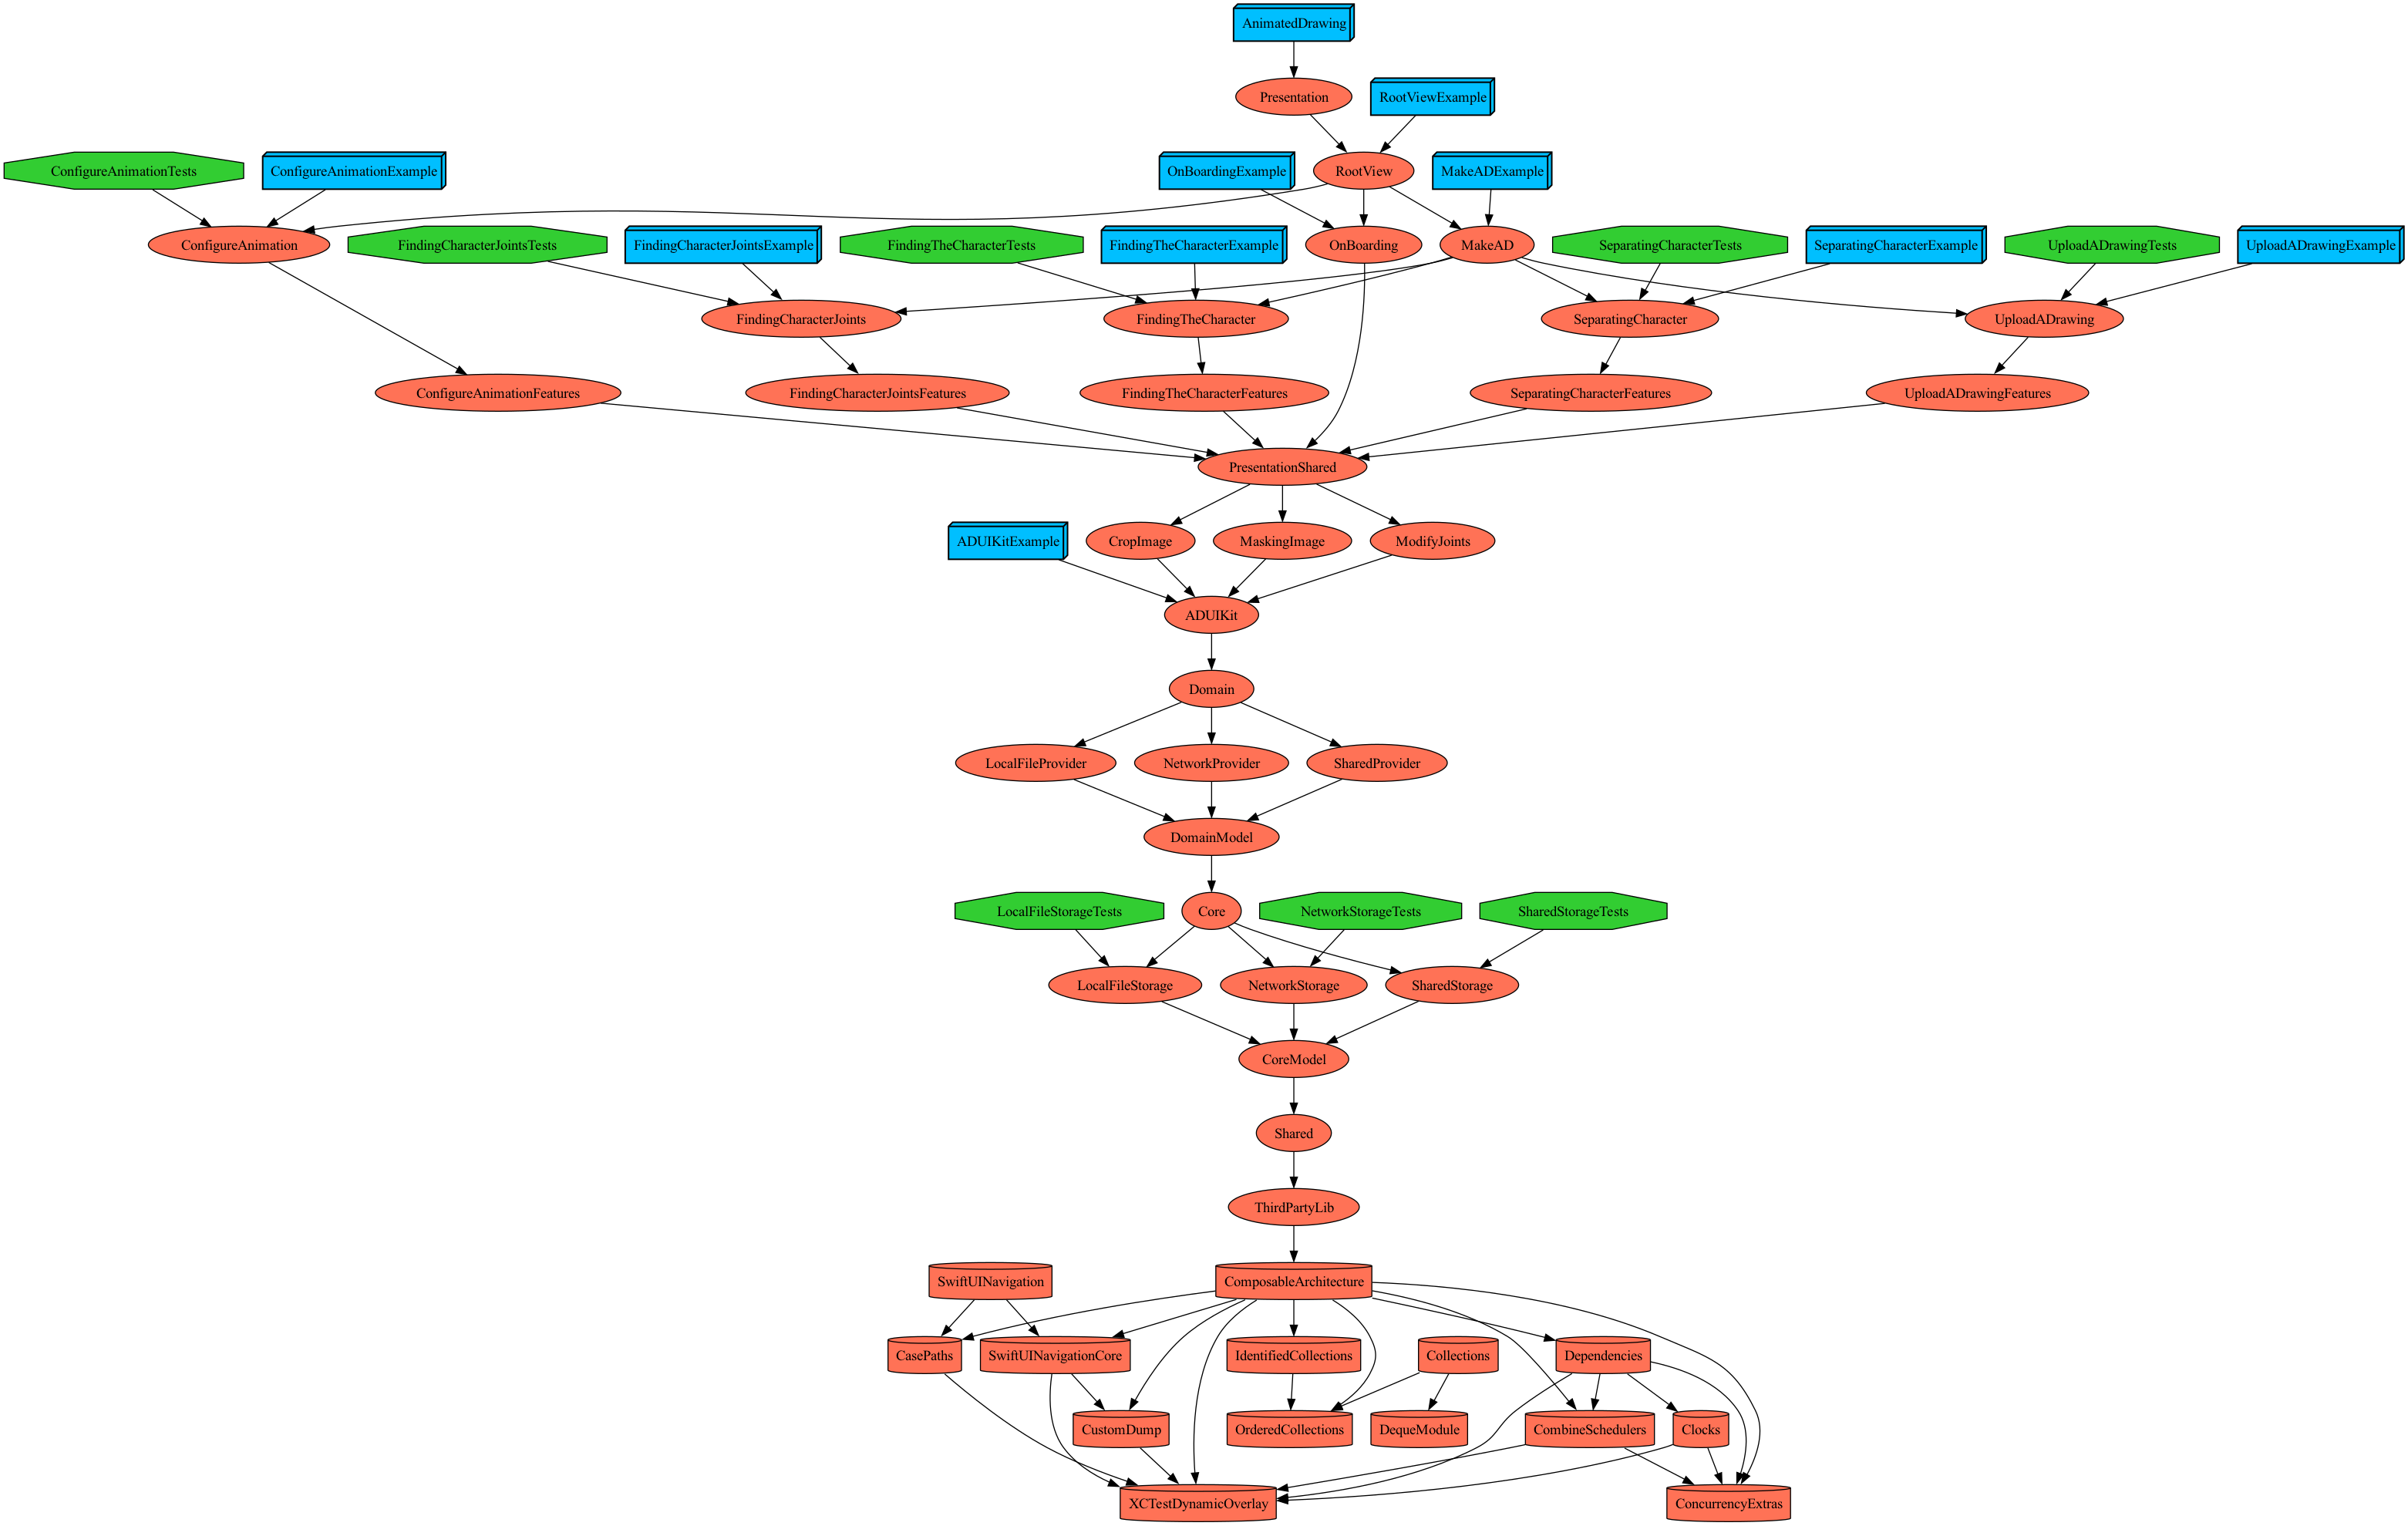 AnimatedDrawing
Presentation
RootViewExample
ConfigureAnimationTests
ConfigureAnimationExample
OnBoardingExample
RootView
MakeADExample
ConfigureAnimation
FindingCharacterJointsTests
FindingCharacterJointsExample
FindingTheCharacterTests
FindingTheCharacterExample
OnBoarding
MakeAD
SeparatingCharacterTests
SeparatingCharacterExample
UploadADrawingTests
UploadADrawingExample
FindingCharacterJoints
FindingTheCharacter
SeparatingCharacter
UploadADrawing
ConfigureAnimationFeatures
FindingCharacterJointsFeatures
FindingTheCharacterFeatures
SeparatingCharacterFeatures
UploadADrawingFeatures
PresentationShared
ADUIKitExample
CropImage
MaskingImage
ModifyJoints
ADUIKit
Domain
LocalFileProvider
NetworkProvider
SharedProvider
DomainModel
LocalFileStorageTests
Core
NetworkStorageTests
SharedStorageTests
LocalFileStorage
NetworkStorage
SharedStorage
CoreModel
Shared
ThirdPartyLib
SwiftUINavigation
ComposableArchitecture
CasePaths
SwiftUINavigationCore
IdentifiedCollections
Collections
Dependencies
CustomDump
OrderedCollections
DequeModule
CombineSchedulers
Clocks
XCTestDynamicOverlay
ConcurrencyExtras